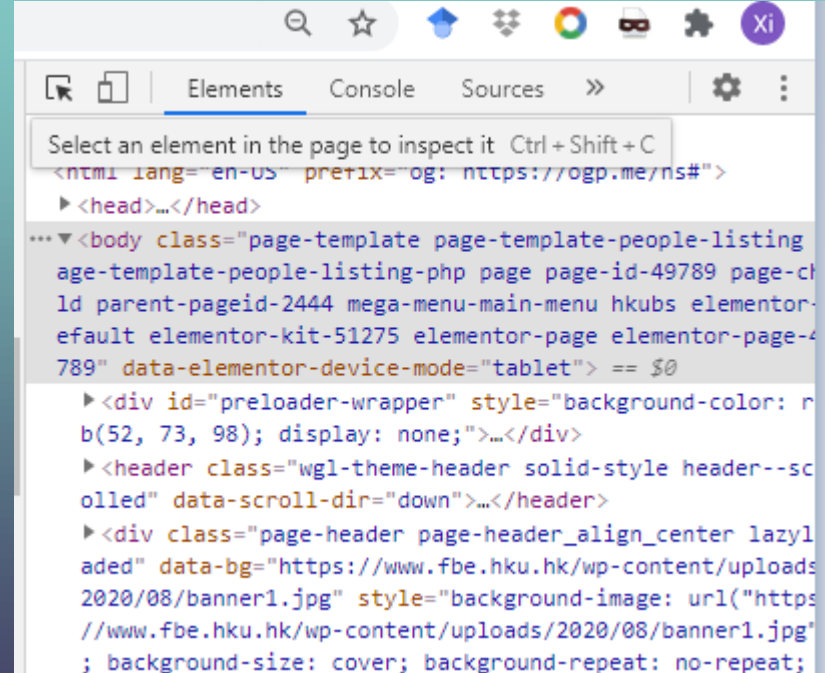 Xi
Elements Console Sources »
Select an element in the page to inspect it Ctrl + Shift + C
<html lang="en-US" prefix="og: https://ogp.me/ns#">
▶<head>…</head>
···▼<body class="page-template page-template-people-listing
age-template-people-listing-php page page-id-49789 page-ch
ld parent-pageid-2444 mega-menu-main-menu hkubs elementor-
efault elementor-kit-51275 elementor-page elementor-page-4
789" data-elementor-device-mode="tablet"> == $0
▶<div id="preloader-wrapper" style="background-color: r
b(52, 73, 98); display: none;">…</div>
▶<header class="wgl-theme-header solid-style header--sc
olled" data-scroll-dir="down">…</header>
▶<div class="page-header page-header_align_center lazyl
aded" data-bg="https://www.fbe.hku.hk/wp-content/uploads
2020/08/banner1.jpg" style="background-image: url("https
//www.fbe.hku.hk/wp-content/uploads/2020/08/banner1.jpg"
; background-size: cover; background-repeat: no-repeat;